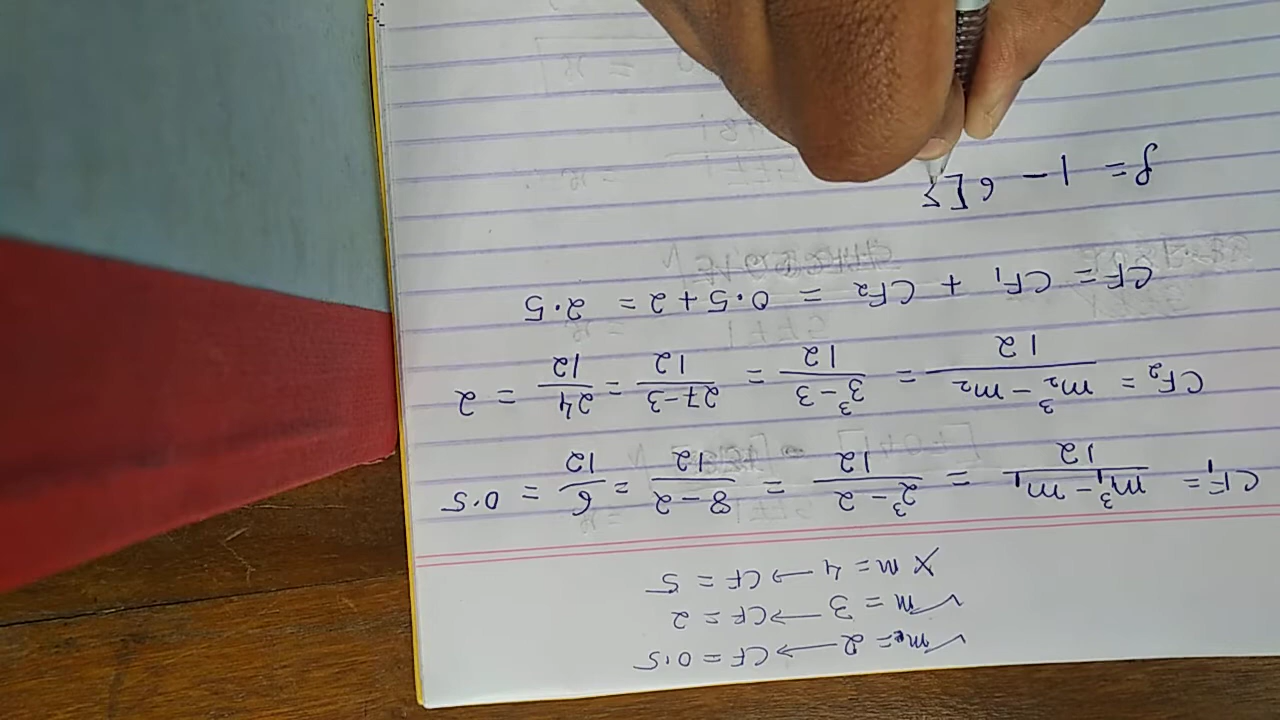 ✓ m = 2 → CF = 0.5
✓ m = 3 → CF = 2
✗ m = 4 → CF = 5
CF₁ = m₁³ - m₁ / 12 = 2³ - 2 / 12 = 8 - 2 / 12 = 6 / 12 = 0.5
CF₂ = m₂³ - m₂ / 12 = 3³ - 3 / 12 = 27 - 3 / 12 = 24 / 12 = 2
CF = CF₁ + CF₂ = 0.5 + 2 = 2.5
ρ = 1 - 6 [Σ